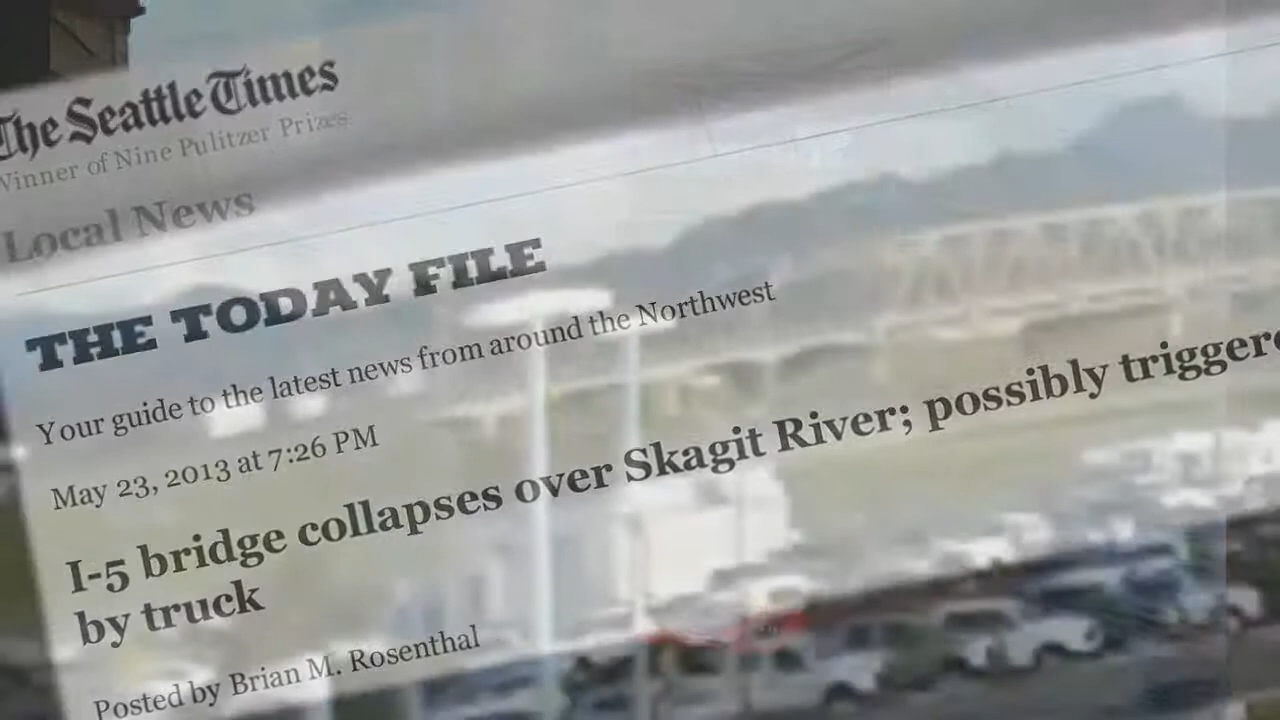 The Seattle Times
Winner of Nine Pulitzer Prizes
Local News
THE TODAY FILE
Your guide to the latest news from around the Northwest
May 23, 2013 at 7:26 PM
I-5 bridge collapses over Skagit River; possibly triggere
by truck
Posted by Brian M. Rosenthal